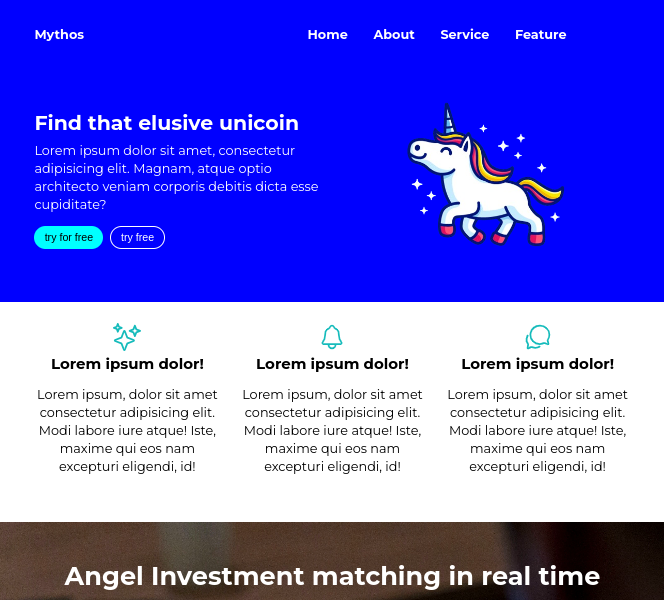 Mythos Home About Service Feature
Find that elusive unicoin
Lorem ipsum dolor sit amet, consectetur
adipisicing elit. Magnam, atque optio
architecto veniam corporis debitis dicta esse
cupiditate?
try for free try free
Lorem ipsum dolor!
Lorem ipsum, dolor sit amet
consectetur adipisicing elit.
Modi labore iure atque! Iste,
maxime qui eos nam
excepturi eligendi, id!
Lorem ipsum dolor!
Lorem ipsum, dolor sit amet
consectetur adipisicing elit.
Modi labore iure atque! Iste,
maxime qui eos nam
excepturi eligendi, id!
Lorem ipsum dolor!
Lorem ipsum, dolor sit amet
consectetur adipisicing elit.
Modi labore iure atque! Iste,
maxime qui eos nam
excepturi eligendi, id!
Angel Investment matching in real time